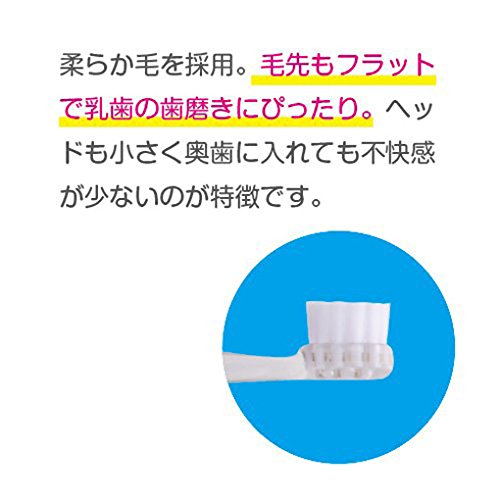 柔らか毛を採用。毛先もフラット
で乳歯の歯磨きにぴったり。ヘッ
ドも小さく奥歯に入れても不快感
が少ないのが特徴です。